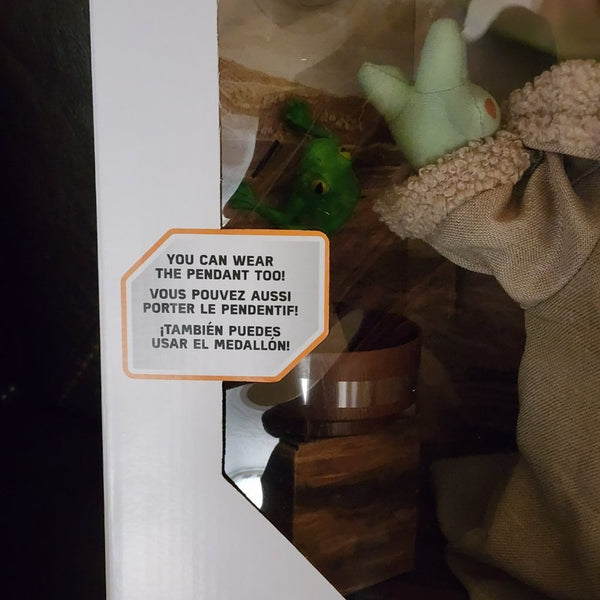 YOU CAN WEAR
THE PENDANT TOO!
VOUS POUVEZ AUSSI
PORTER LE PENDENTIF!
¡TAMBIÉN PUEDES
USAR EL MEDALLÓN!